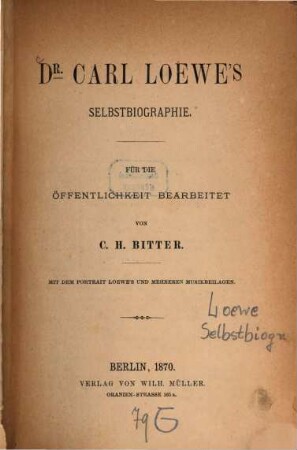 DR. CARL LOEWE'S
SELBSTBIOGRAPHIE.
FÜR DIE
ÖFFENTLICHKEIT BEARBEITET
VON
C. H. BITTER.
MIT DEM PORTRAIT LOEWE'S UND MEHREREN MUSIKBEILAGEN.
Loewe
Selbstbiogr
BERLIN, 1870.
VERLAG VON WILH. MÜLLER.
ORANIEN-STRASSE
79